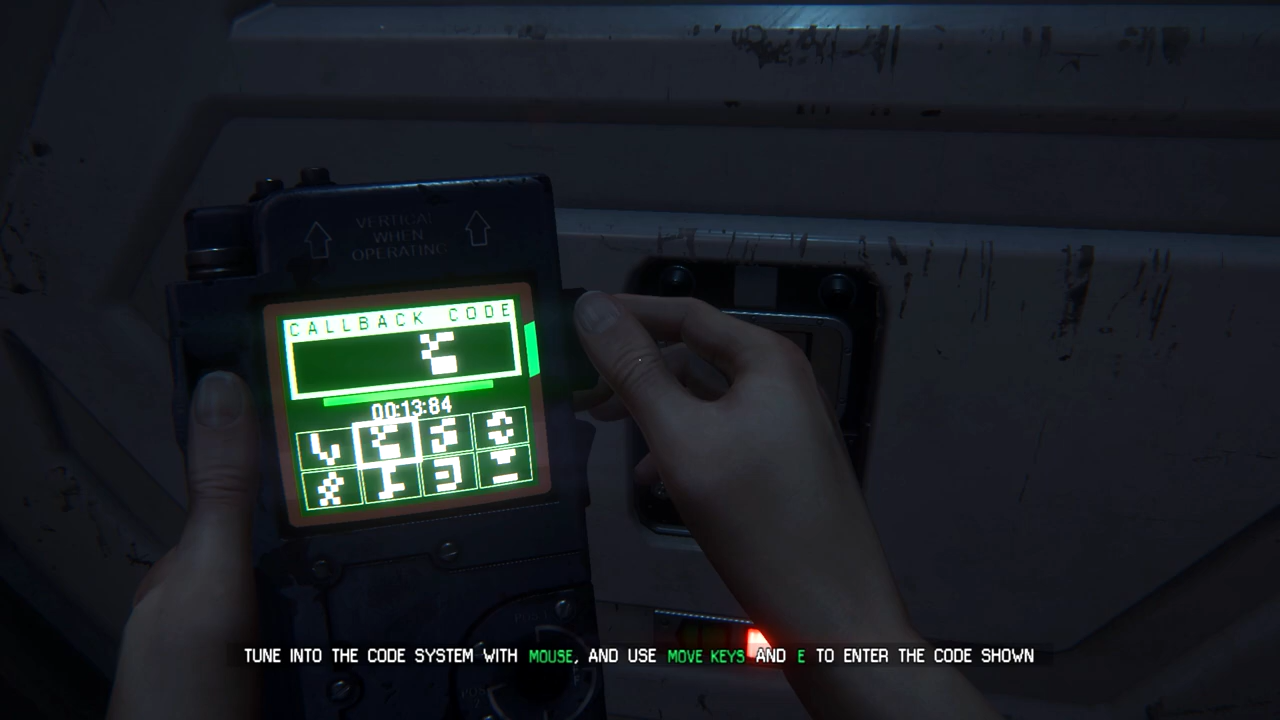 VERTICAL
WHEN
OPERATING
CALLBACK CODE
00:13:84
TUNE INTO THE CODE SYSTEM WITH MOUSE, AND USE MOVE KEYS AND E TO ENTER THE CODE SHOWN